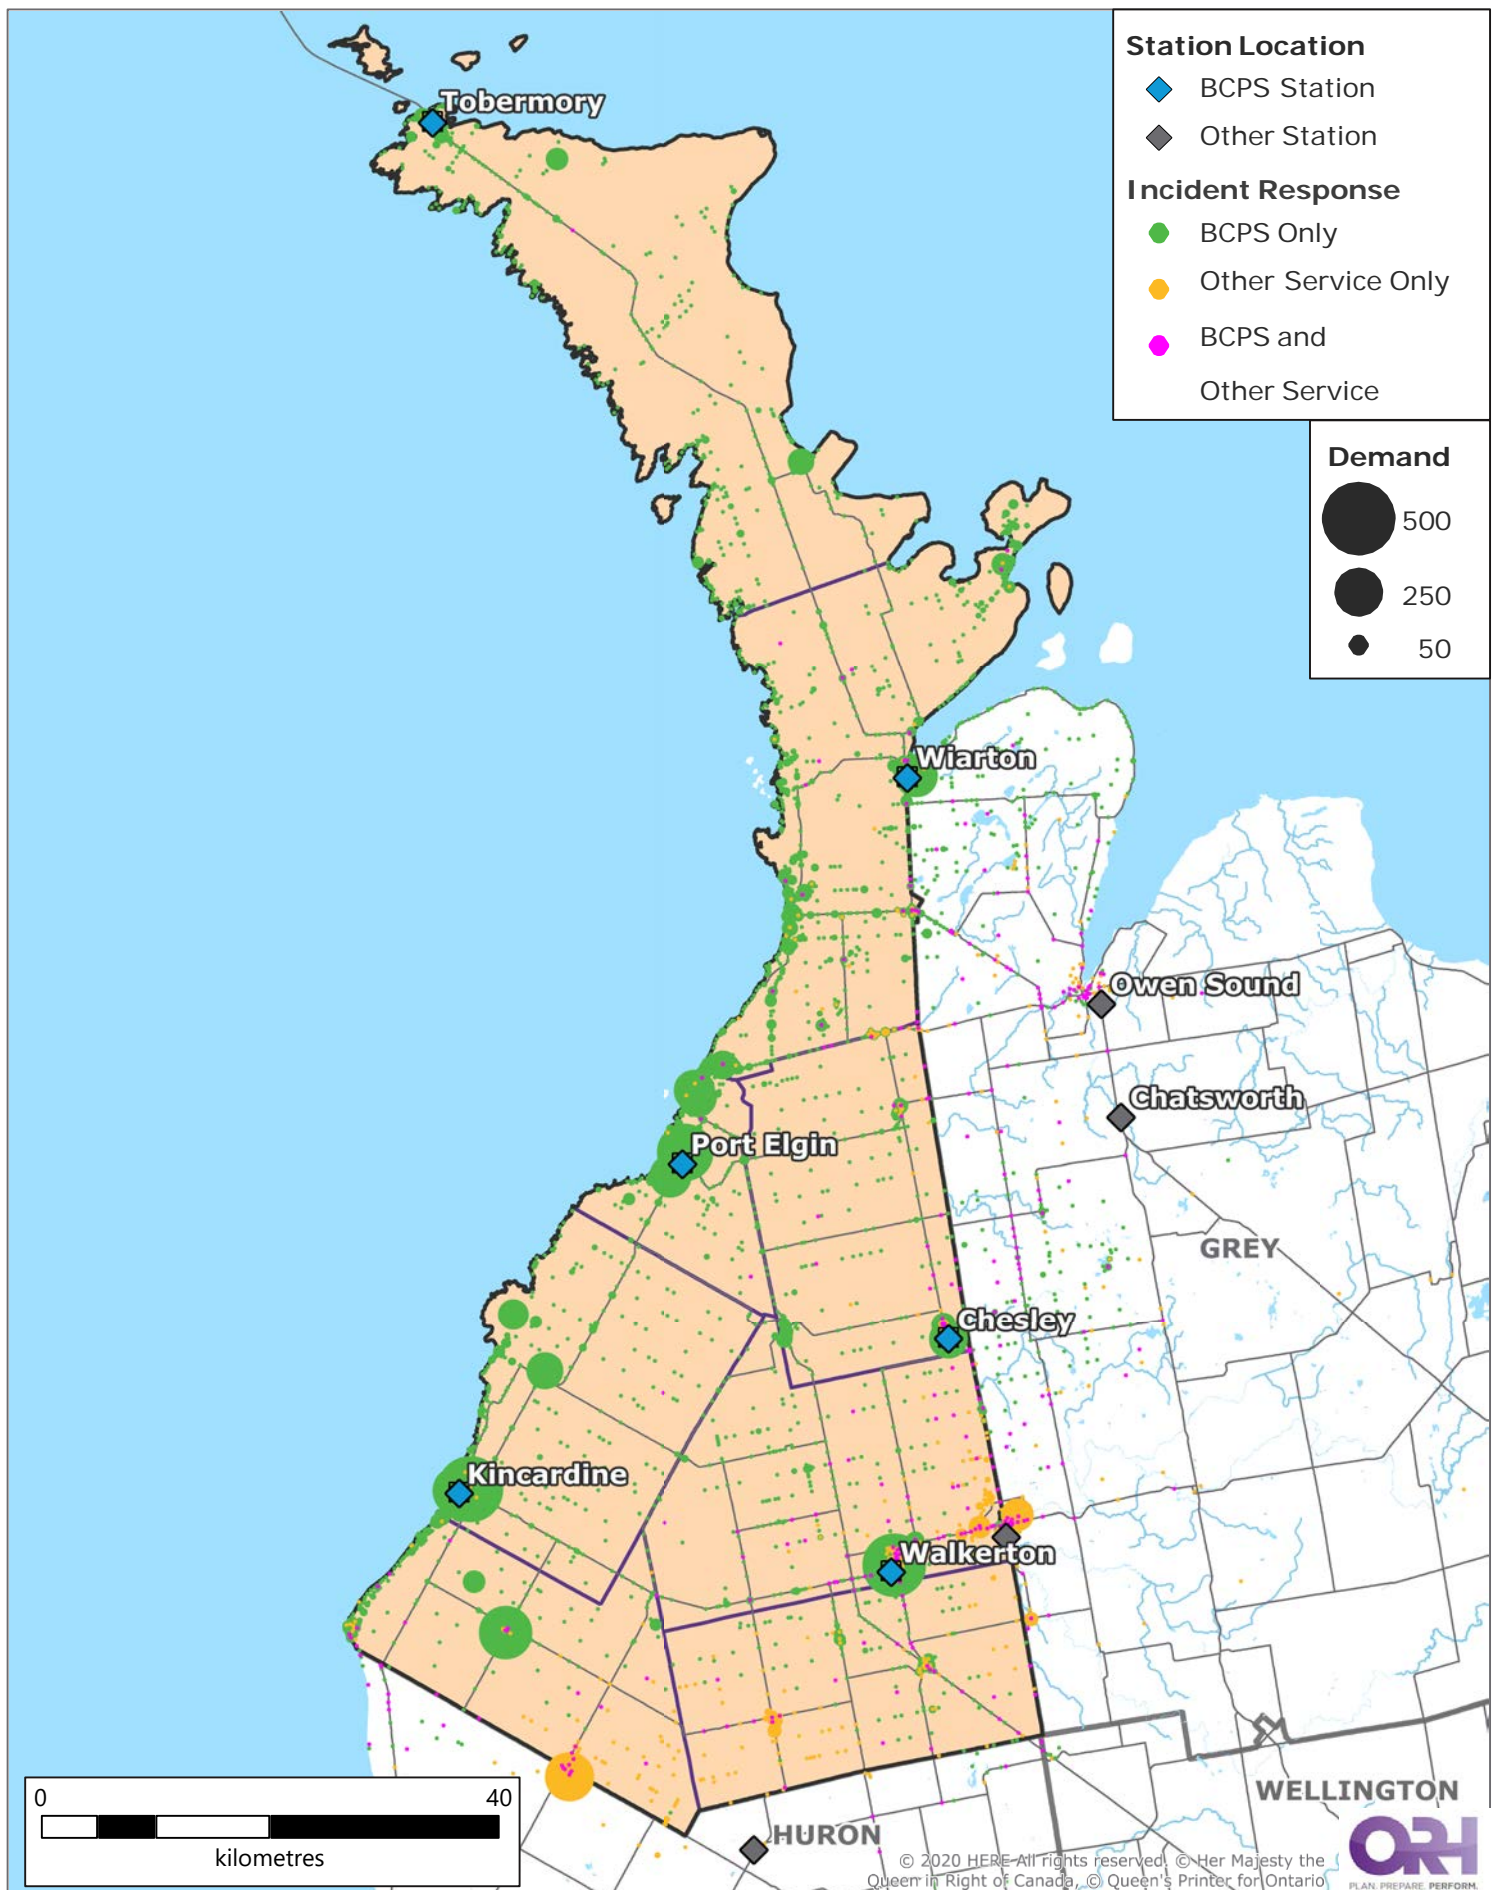 Station Location
BCPS Station
Other Station
Incident Response
BCPS Only
Other Service Only
BCPS and
Other Service
Demand
500
250
50
Tobermory
Wiarton
Owen Sound
Chatsworth
Port Elgin
GREY
Chesley
Kincardine
Walkerton
WELLINGTON
HURON
0 40
kilometres
© 2020 HERE All rights reserved. © Her Majesty the
Queen in Right of Canada, © Queen's Printer for Ontario
ORH
PLAN. PREPARE. PERFORM.